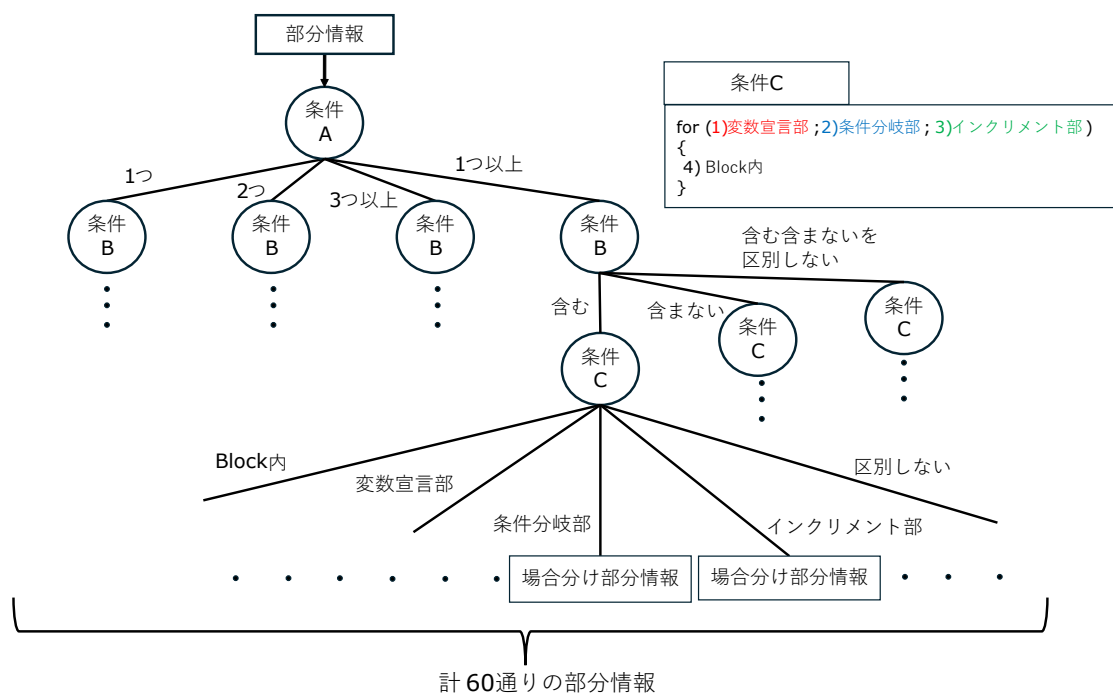 部分情報
条件
A
1つ
2つ
3つ以上
1つ以上
条件
B
条件
B
条件
B
条件
B
条件C
for (1)変数宣言部 ;2)条件分岐部 ; 3)インクリメント部 )
{
4) Block内
}
含む含まないを
区別しない
含む
含まない
条件
C
条件
C
条件
C
Block内
変数宣言部
条件分岐部
インクリメント部
区別しない
場合分け部分情報
場合分け部分情報
計 60通りの部分情報